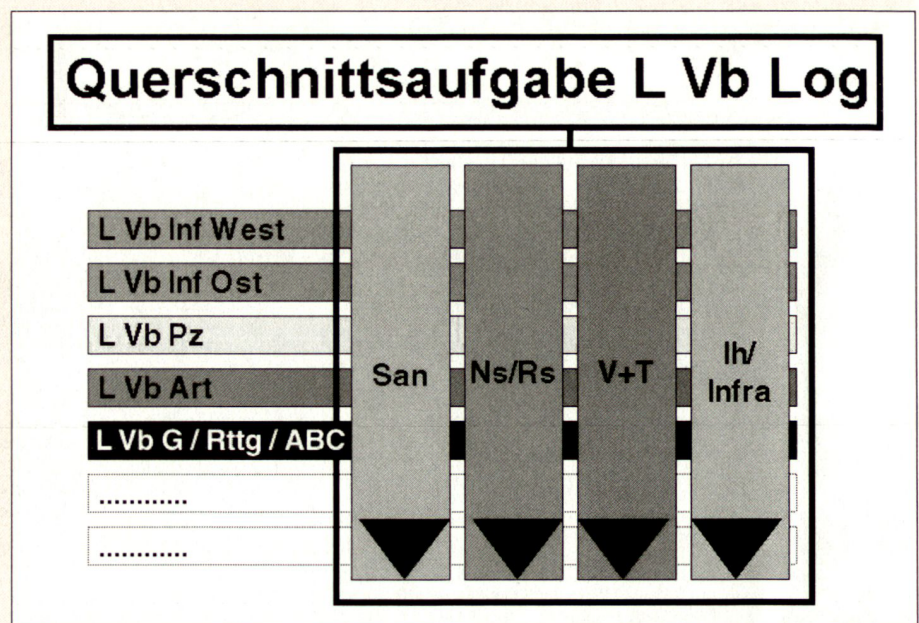 Querschnittsaufgabe L Vb Log
L Vb Inf West
L Vb Inf Ost
L Vb Pz
L Vb Art
L Vb G / Rttg / ABC
............
............
San
Ns/Rs
V+T
Ih/
Infra